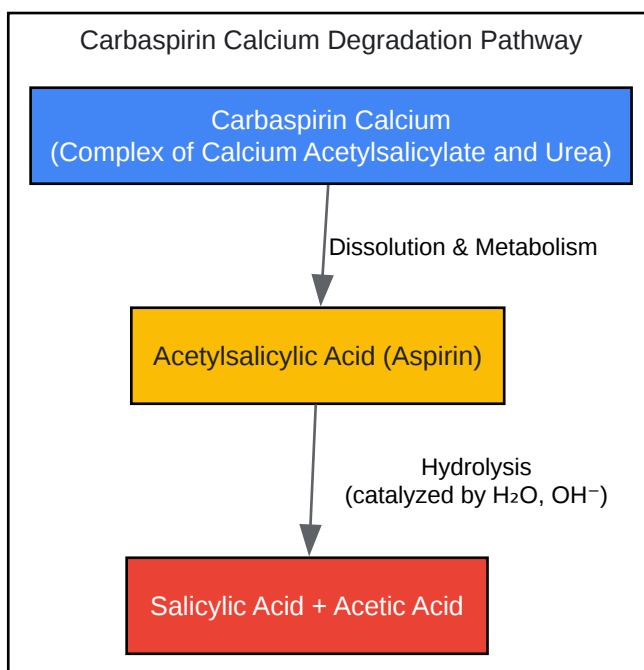 Carbaspirin Calcium Degradation Pathway
Carbaspirin Calcium
(Complex of Calcium Acetylsalicylate and Urea)
Dissolution & Metabolism
Acetylsalicylic Acid (Aspirin)
Hydrolysis
(catalyzed by H₂O, OH⁻)
Salicylic Acid + Acetic Acid